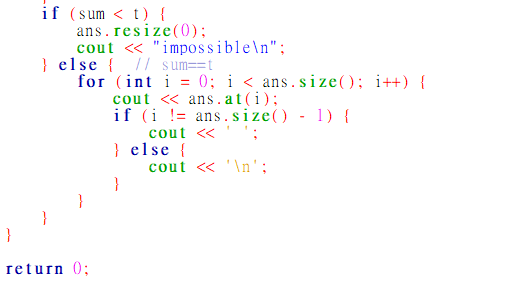 if (sum < t) {
ans.resize(0);
cout << "impossible\n";
} else {  // sum==t
for (int i = 0; i < ans.size(); i++) {
cout << ans.at(i);
if (i != ans.size() - 1) {
cout << ' ';
} else {
cout << '\n';
}
}
}
}
return 0;